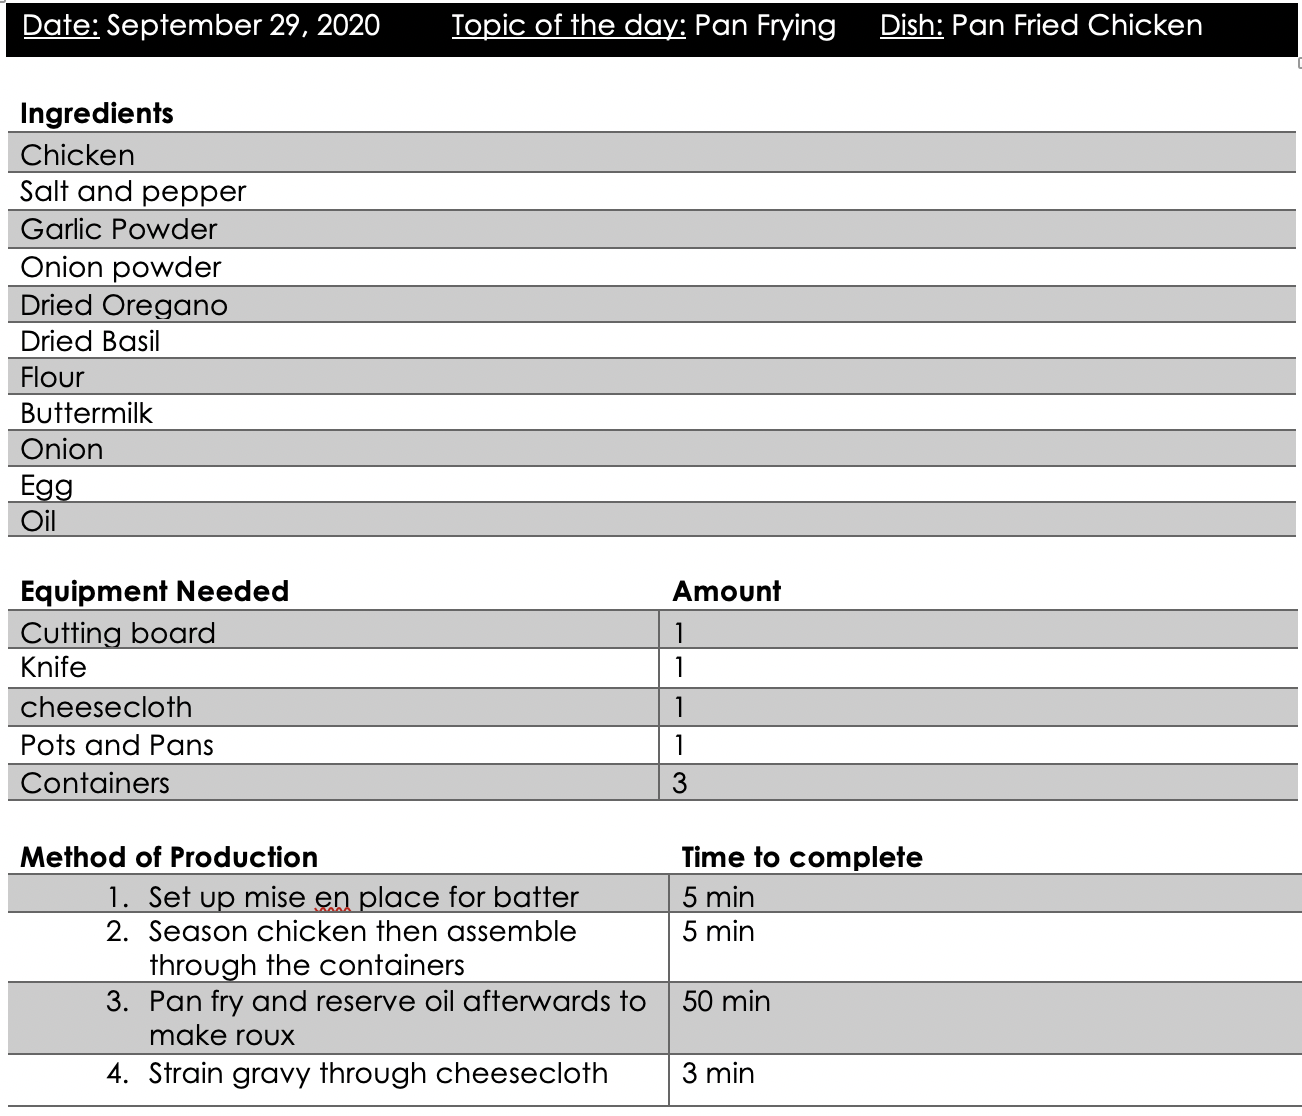 Date: September 29, 2020 Topic of the day: Pan Frying Dish: Pan Fried Chicken
Ingredients
Chicken
Salt and pepper
Garlic Powder
Onion powder
Dried Oregano
Dried Basil
Flour
Buttermilk
Onion
Egg
Oil
Equipment Needed Amount
Cutting board 1
Knife 1
cheesecloth 1
Pots and Pans 1
Containers 3
Method of Production Time to complete
1. Set up mise en place for batter 5 min
2. Season chicken then assemble 5 min
through the containers
3. Pan fry and reserve oil afterwards to 50 min
make roux
4. Strain gravy through cheesecloth 3 min